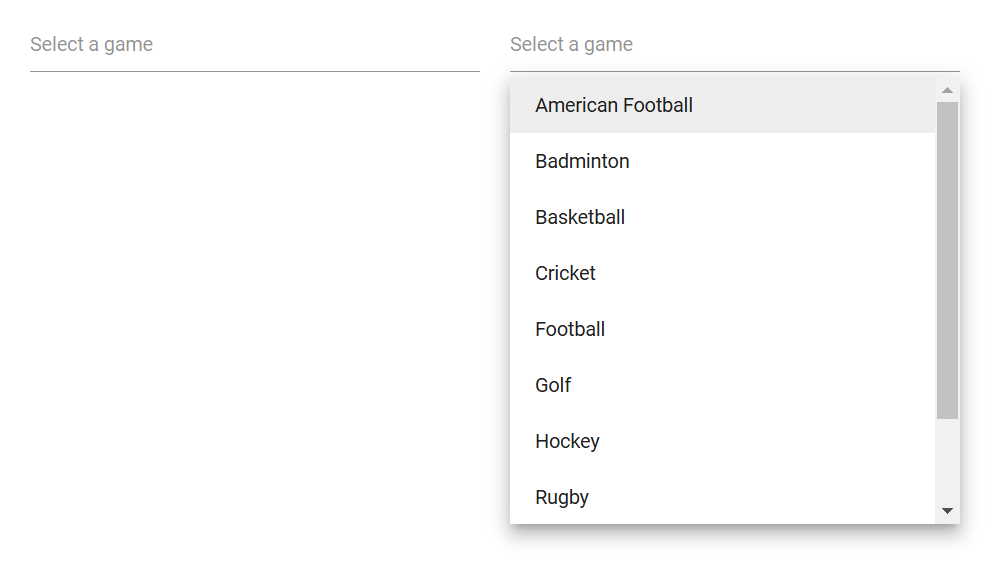 Select a game
Select a game
American Football
Badminton
Basketball
Cricket
Football
Golf
Hockey
Rugby